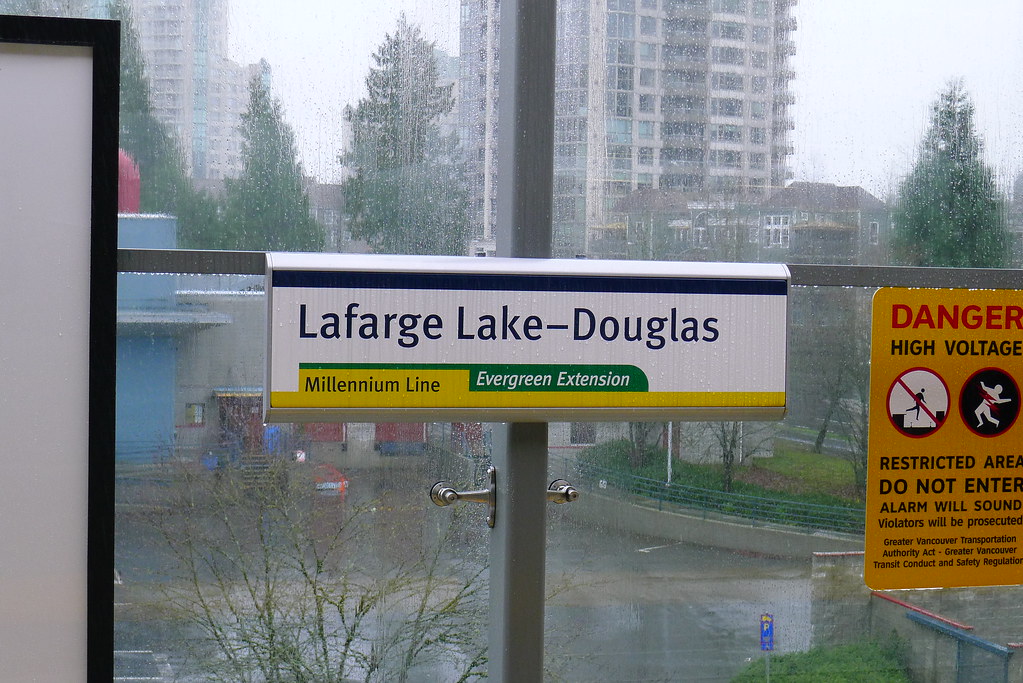 Lafarge Lake–Douglas
Millennium Line
Evergreen Extension
DANGER
HIGH VOLTAGE
RESTRICTED AREA
DO NOT ENTER
ALARM WILL SOUND
Violators will be prosecuted
Greater Vancouver Transportation
Authority Act - Greater Vancouver
Transit Conduct and Safety Regulation
P